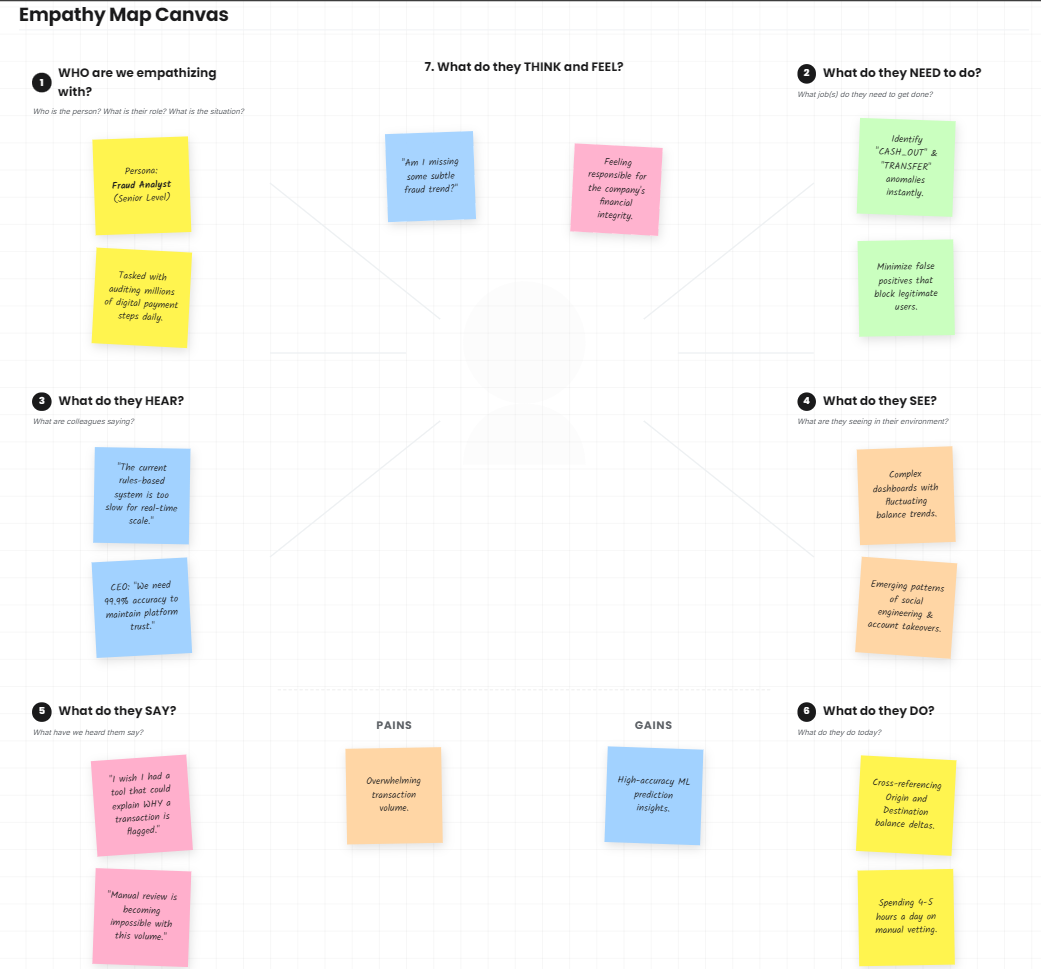 Empathy Map Canvas
1
WHO are we empathizing
with?
Who is the person? What is their role? What is the situation?
Persona:
Fraud Analyst
(Senior Level)
Tasked with
auditing millions
of digital payment
steps daily.
7. What do they THINK and FEEL?
"Am I missing
some subtle
fraud trend?"
Feeling
responsible for
the company's
financial
integrity.
2
What do they NEED to do?
What job(s) do they need to get done?
Identify
"CASH_OUT" &
"TRANSFER"
anomalies
instantly.
Minimize false
positives that
block legitimate
users.
3
What do they HEAR?
What are colleagues saying?
"The current
rules-based
system is too
slow for real-time
scale."
CEO: "We need
99.9% accuracy to
maintain platform
trust."
4
What do they SEE?
What are they seeing in their environment?
Complex
dashboards with
fluctuating
balance trends.
Emerging patterns
of social
engineering &
account takeovers.
5
What do they SAY?
What have we heard them say?
"I wish I had a
tool that could
explain WHY a
transaction is
flagged."
"Manual review is
becoming
impossible with
this volume."
PAINS
Overwhelming
transaction
volume.
GAINS
High-accuracy ML
prediction
insights.
6
What do they DO?
What do they do today?
Cross-referencing
Origin and
Destination
balance deltas.
Spending 4-5
hours a day on
manual vetting.